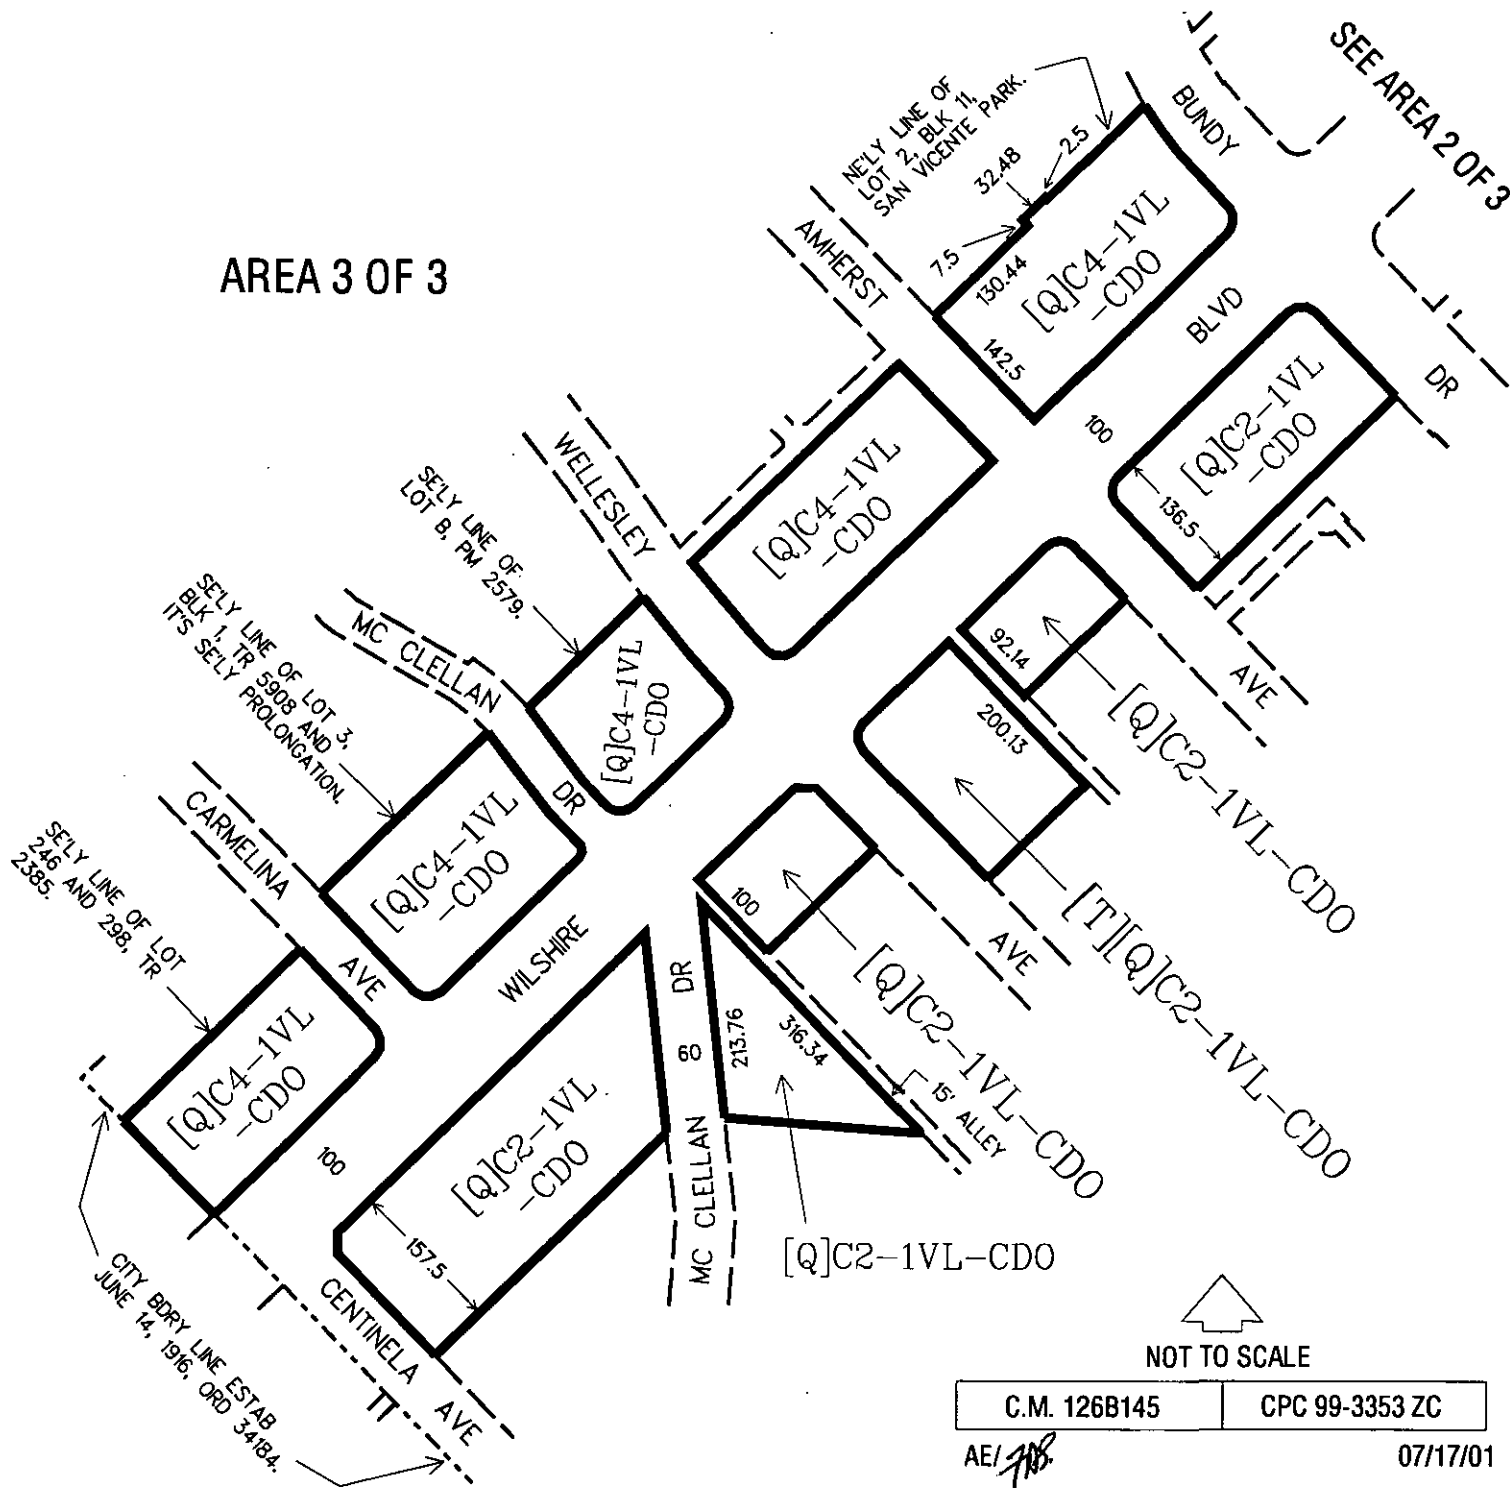 SEE AREA 2 OF 3
AREA 3 OF 3
NE'LY LINE OF
LOT 2, BLK 11,
SAN VICENTE PARK.
BUNDY
2.5
32.48
7.5
130.44
142.5
[Q]C4-1VL
-CDO
AMHERST
BLVD
DR
100
[Q]C2-1VL
-CDO
136.5
[Q]C4-1VL
-CDO
WELLESLEY
SE'LY LINE OF
LOT B, PM 2579.
[Q]C4-1VL
-CDO
92.14
AVE
[Q]C2-1VL-CDO
200.13
[T][Q]C2-1VL-CDO
MC CLELLAN
DR
SE'LY LINE OF LOT 3,
BLK 1, TR 5908 AND
IT'S SE'LY PROLONGATION.
[Q]C4-1VL
-CDO
CARMELINA
AVE
WILSHIRE
100
AVE
[Q]C2-1VL-CDO
SE'LY LINE OF LOT
246 AND 298, TR
2385.
[Q]C4-1VL
-CDO
100
[Q]C2-1VL
-CDO
157.5
DR
60
MC CLELLAN
213.76
316.34
15' ALLEY
[Q]C2-1VL-CDO
CENTINELA
AVE
CITY BDRY LINE ESTAB
JUNE 14, 1916, ORD 34184.
NOT TO SCALE
C.M. 126B145
CPC 99-3353 ZC
AE/
07/17/01